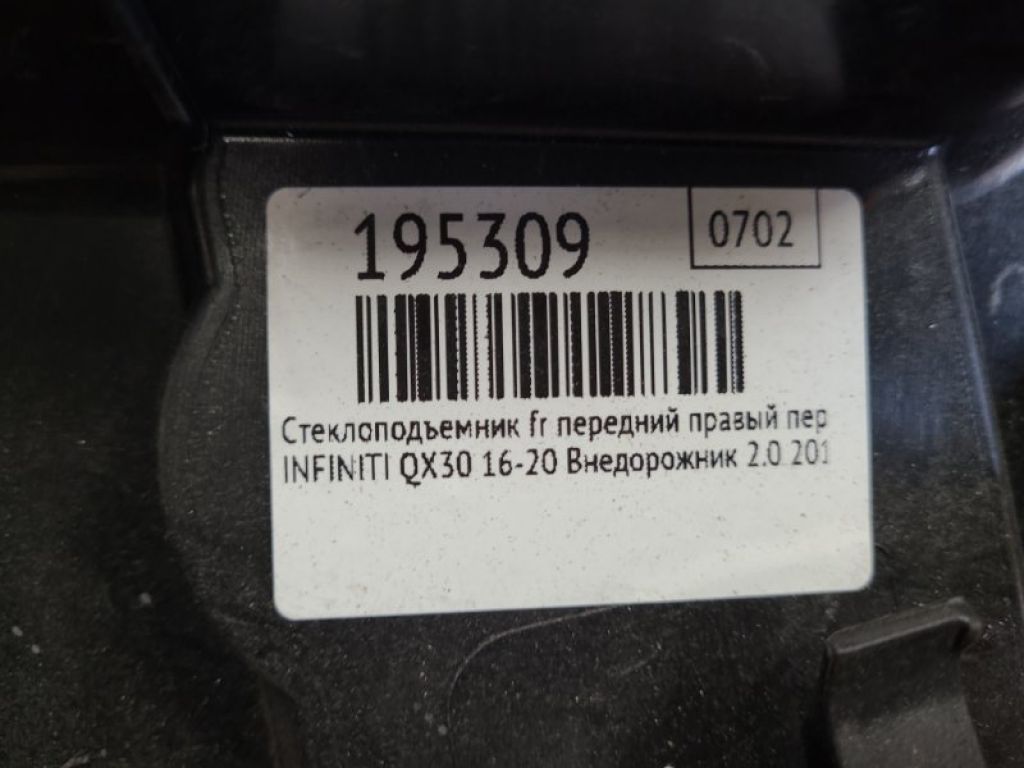 195309
0702
Стеклоподъемник fr передний правый пер
INFINITI QX30 16-20 Внедорожник 2.0 201